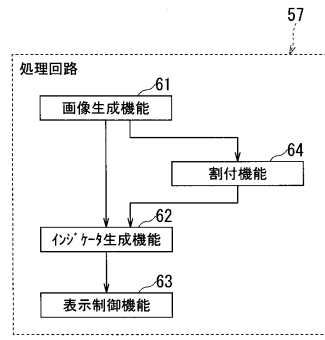 57
処理回路
61
画像生成機能
64
割付機能
62
インジケータ生成機能
63
表示制御機能